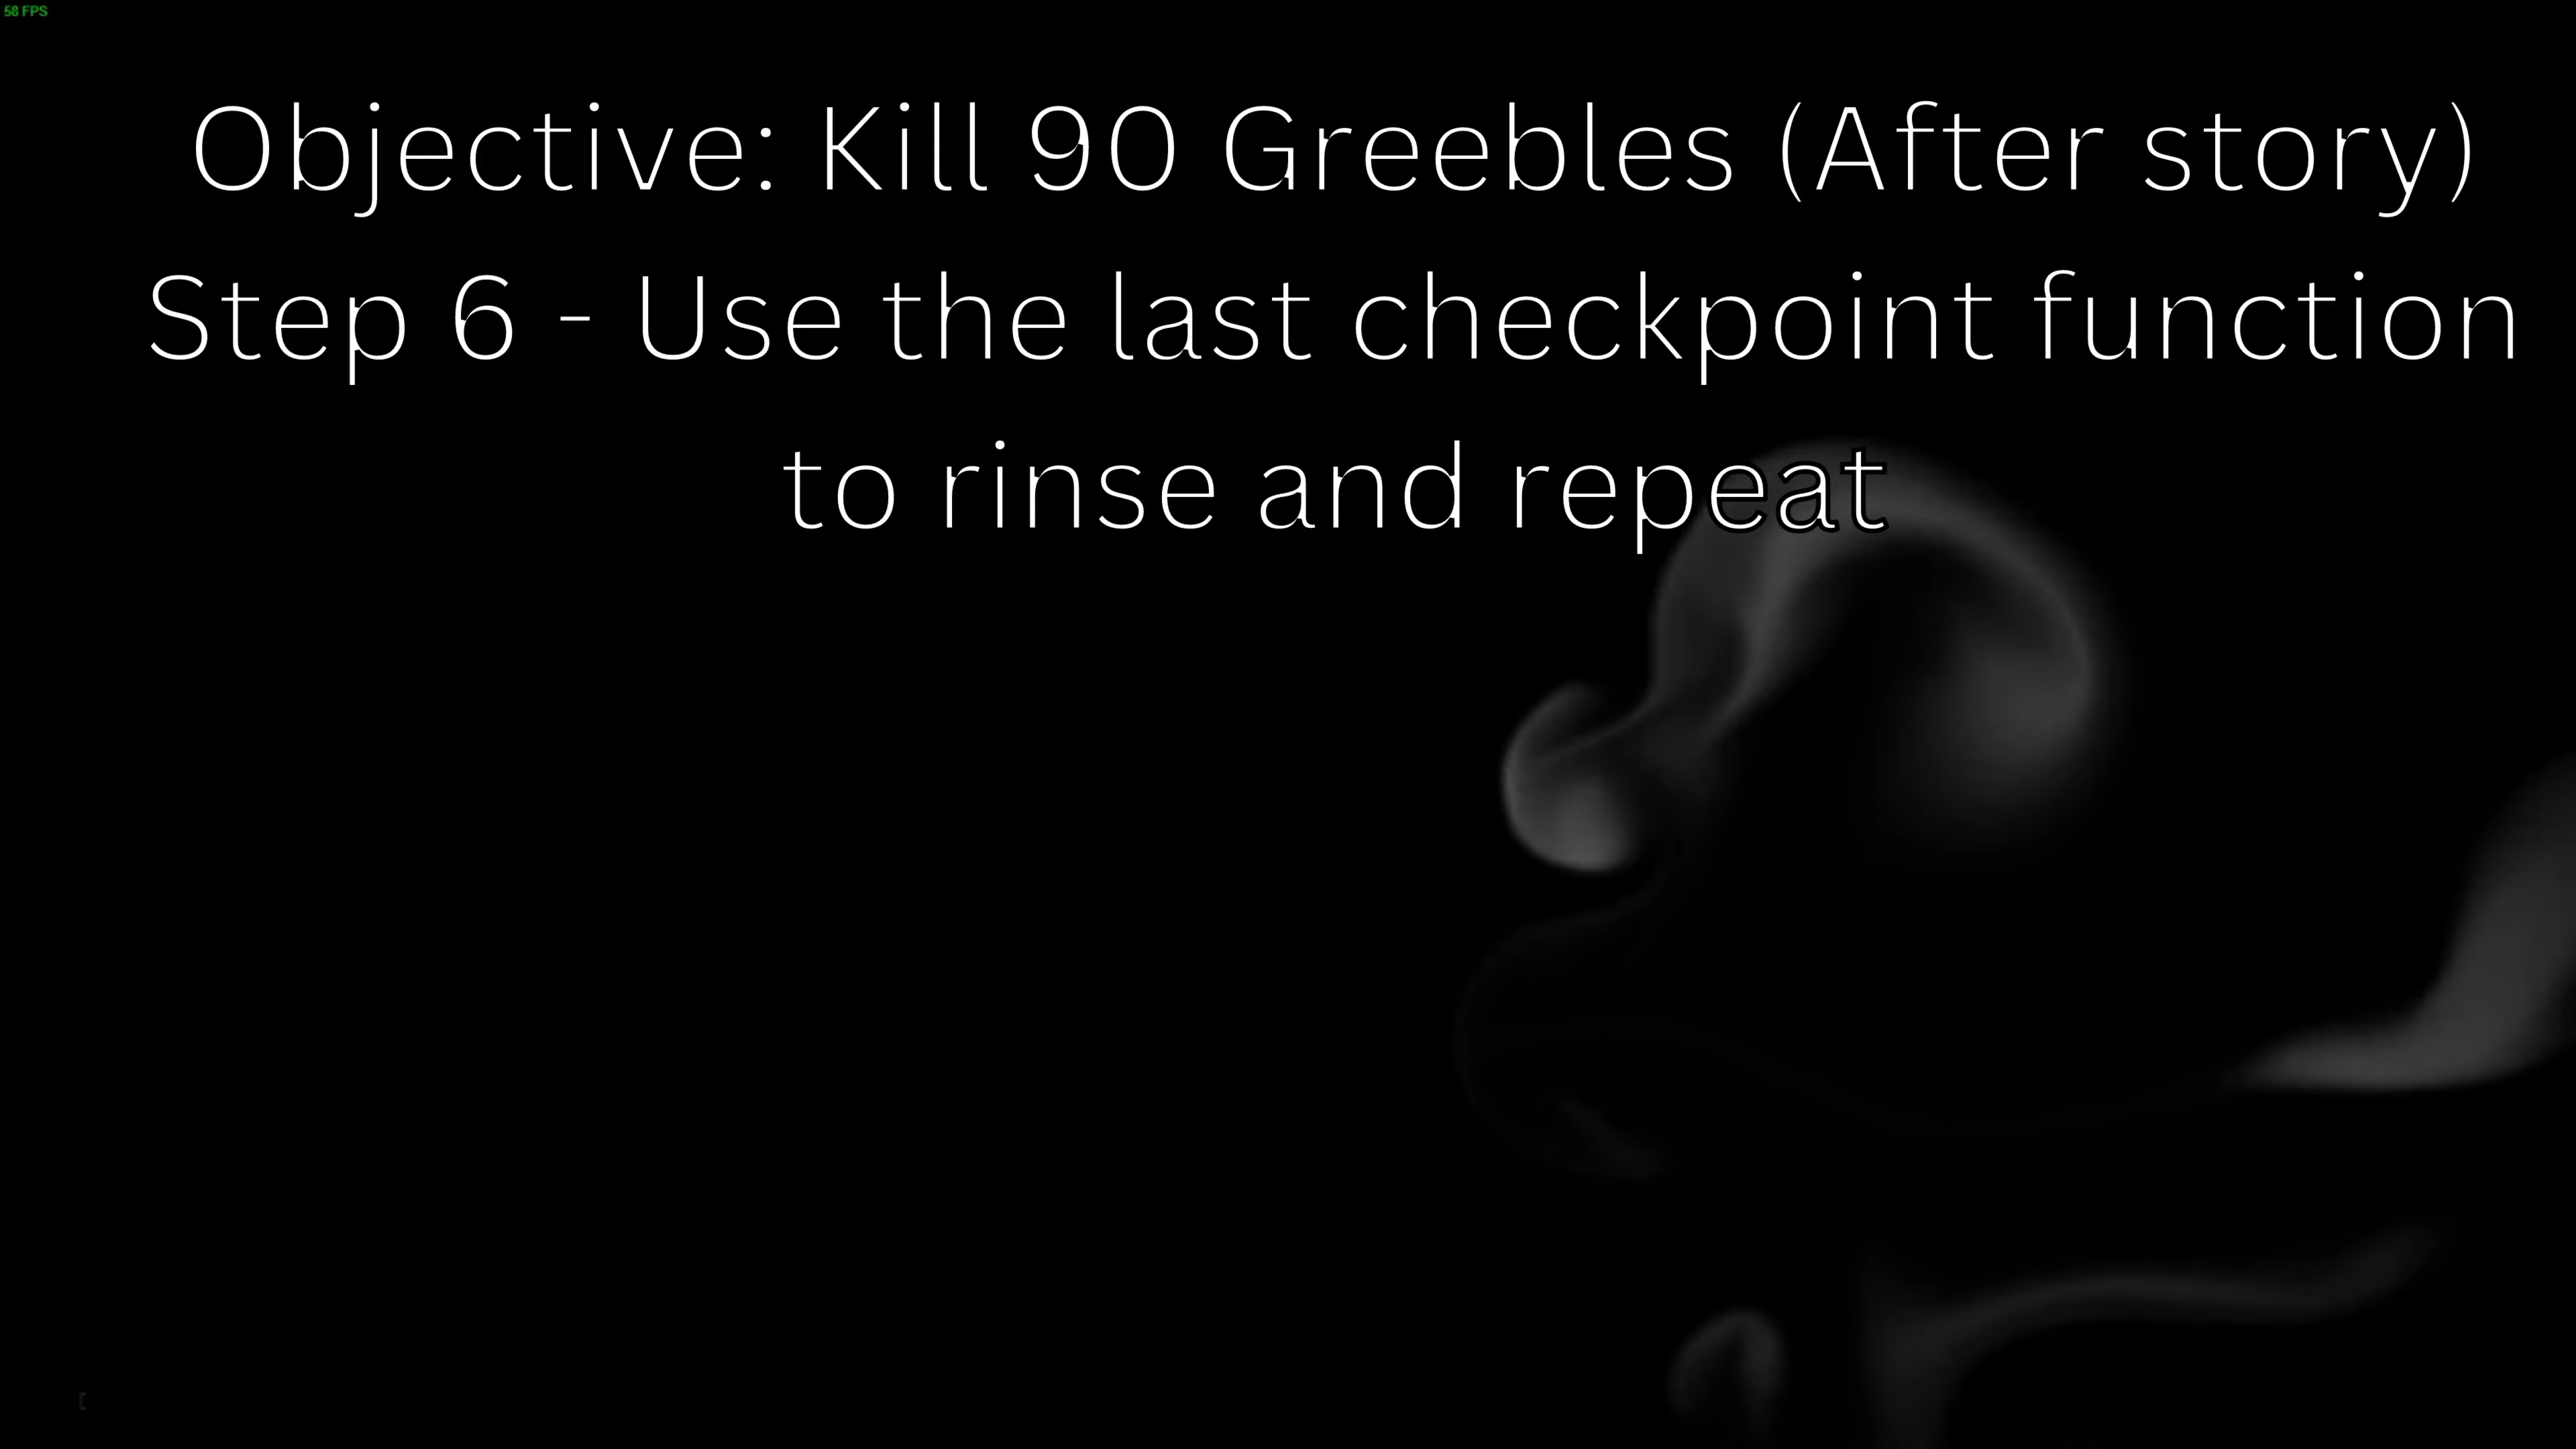 58 FPS
Objective: Kill 90 Greebles (After story)
Step 6 - Use the last checkpoint function
to rinse and repeat
[